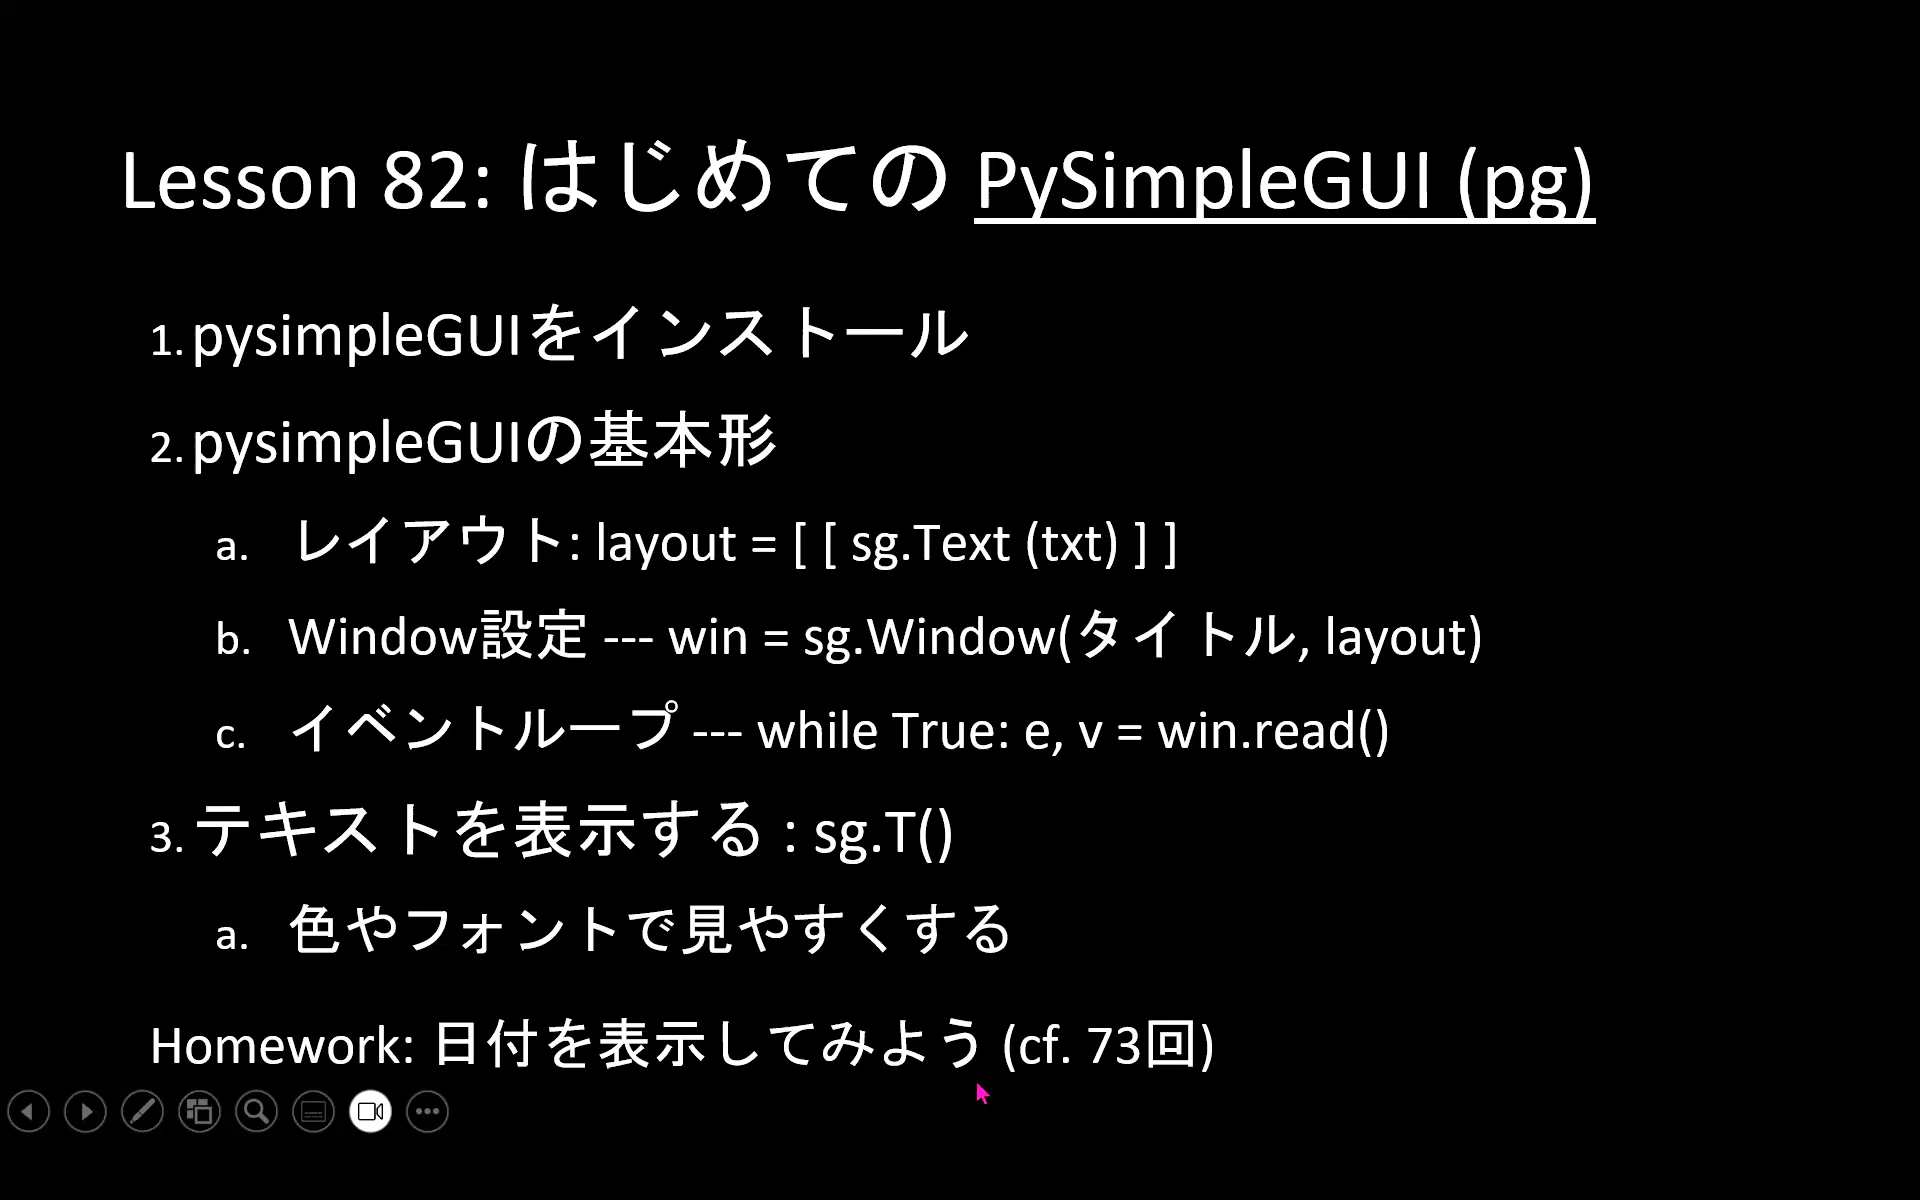 Lesson 82: はじめての PySimpleGUI (pg)
1. pysimpleGUIをインストール
2. pysimpleGUIの基本形
a. レイアウト: layout = [ [ sg.Text (txt) ] ]
b. Window設定 --- win = sg.Window(タイトル, layout)
c. イベントループ --- while True: e, v = win.read()
3. テキストを表示する : sg.T()
a. 色やフォントで見やすくする
Homework: 日付を表示してみよう (cf. 73回)